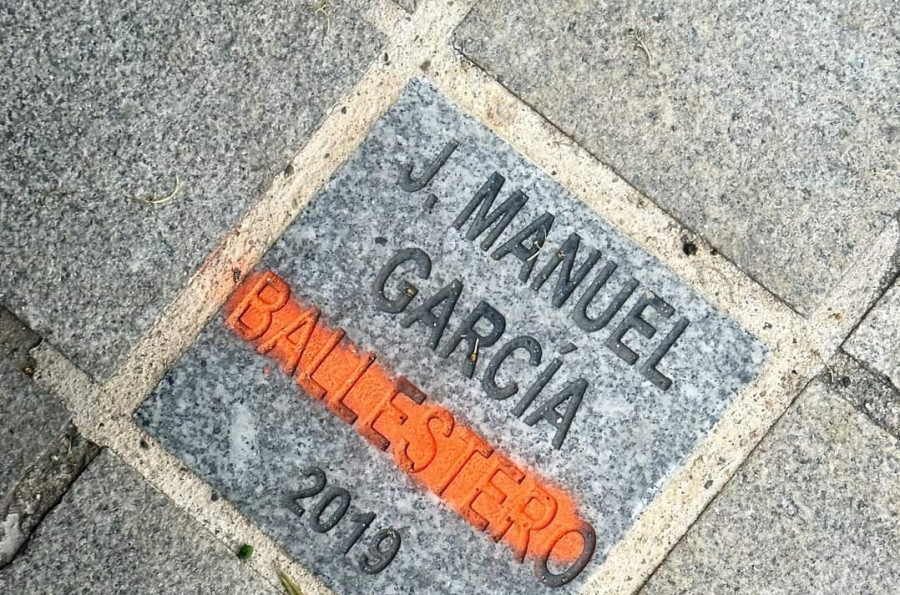 J. MANUEL
GARCÍA
BALLESTERO
2019